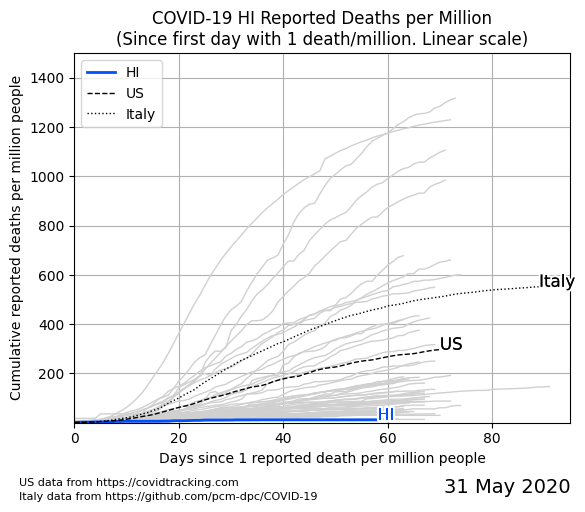 COVID-19 HI Reported Deaths per Million
(Since first day with 1 death/million. Linear scale)
HI
US
Italy
1400
1200
1000
800
600
400
200
Cumulative reported deaths per million people
Italy
US
HI
0
20
40
60
80
Days since 1 reported death per million people
US data from https://covidtracking.com
Italy data from https://github.com/pcm-dpc/COVID-19
31 May 2020